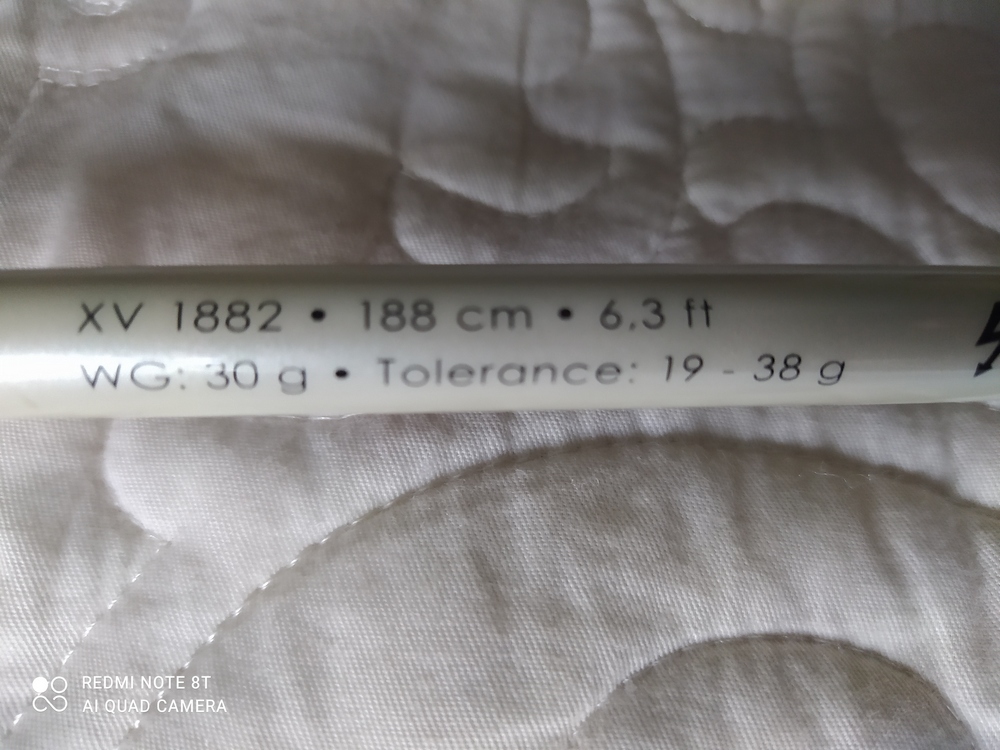 XV 1882 • 188 cm • 6,3 ft
WG: 30 g • Tolerance: 19 - 38 g
REDMI NOTE 8T
AI QUAD CAMERA